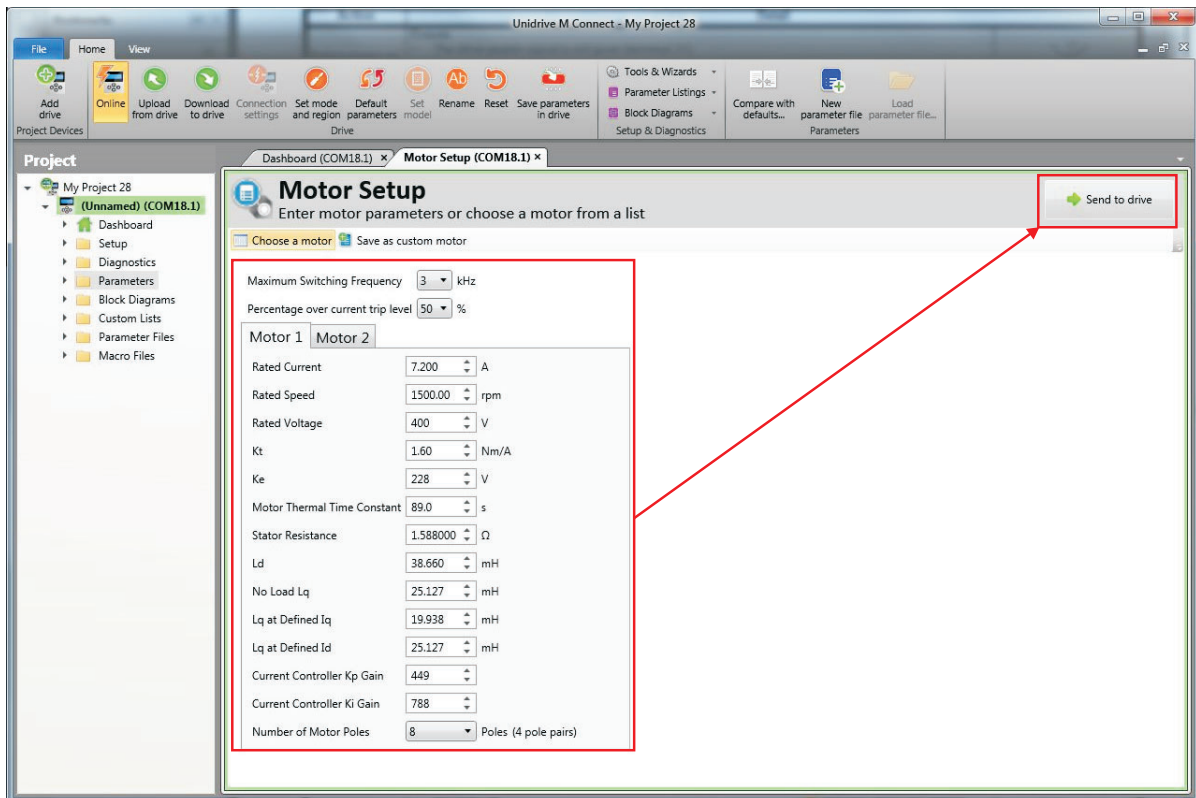 Unidrive M Connect - My Project 28
File Home View
Add drive
Online
Upload from drive
Download to drive
Connection settings
Set mode and region
Default parameters
Set model
Rename
Reset
Save parameters in drive
Tools & Wizards
Parameter Listings
Block Diagrams
Compare with defaults...
New parameter file
Load parameter file...
Project Devices
Drive
Setup & Diagnostics
Parameters
Project
Dashboard (COM18.1) ×
Motor Setup (COM18.1) ×
My Project 28
(Unnamed) (COM18.1)
Dashboard
Setup
Diagnostics
Parameters
Block Diagrams
Custom Lists
Parameter Files
Macro Files
Motor Setup
Enter motor parameters or choose a motor from a list
Send to drive
Choose a motor
Save as custom motor
Maximum Switching Frequency 3 kHz
Percentage over current trip level 50 %
Motor 1 Motor 2
Rated Current 7.200 A
Rated Speed 1500.00 rpm
Rated Voltage 400 V
Kt 1.60 Nm/A
Ke 228 V
Motor Thermal Time Constant 89.0 s
Stator Resistance 1.588000 Ω
Ld 38.660 mH
No Load Lq 25.127 mH
Lq at Defined Iq 19.938 mH
Lq at Defined Id 25.127 mH
Current Controller Kp Gain 449
Current Controller Ki Gain 788
Number of Motor Poles 8 Poles (4 pole pairs)